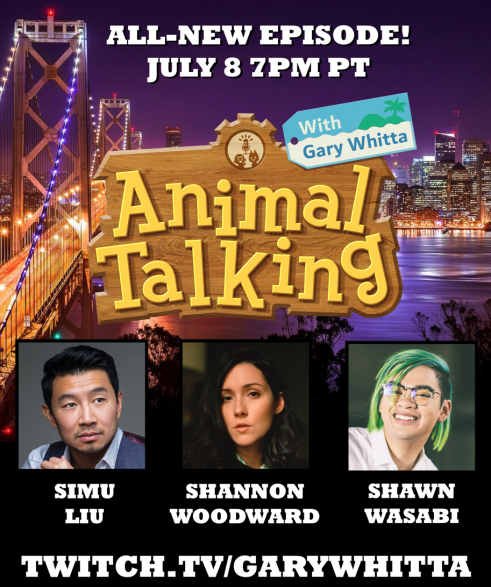 ALL-NEW EPISODE!
JULY 8 7PM PT
With
Gary Whitta
Animal
Talking
SIMU
LIU
SHANNON
WOODWARD
SHAWN
WASABI
TWITCH.TV/GARYWHITTA